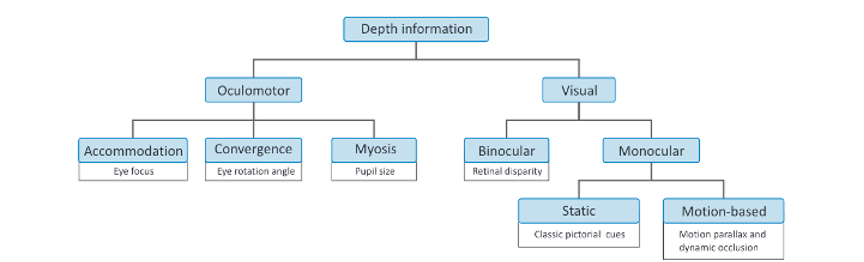 Depth information
Oculomotor
Visual
Accommodation
Eye focus
Convergence
Eye rotation angle
Myosis
Pupil size
Binocular
Retinal disparity
Monocular
Static
Classic pictorial cues
Motion-based
Motion parallax and
dynamic occlusion